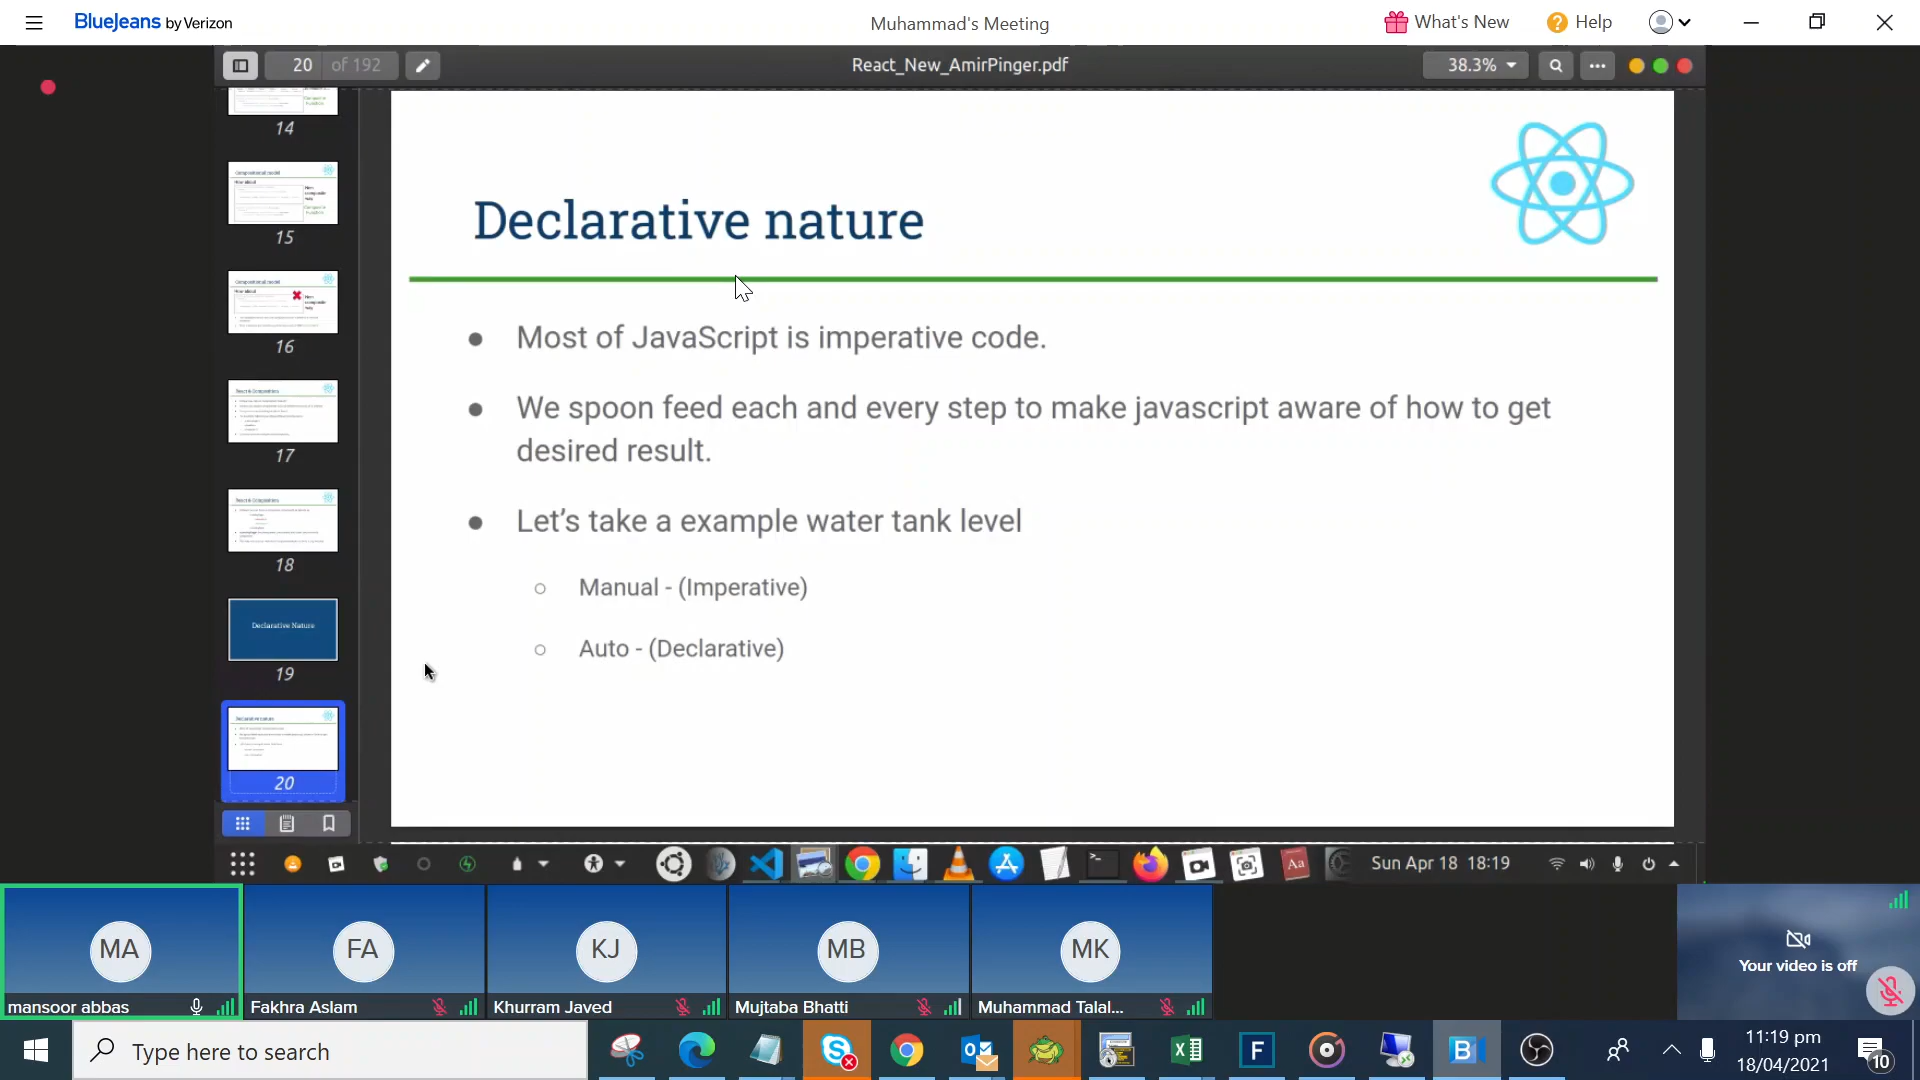 BlueJeans by Verizon
Muhammad's Meeting
What's New
Help
20 of 192
React_New_AmirPinger.pdf
38.3%
14
15
16
17
18
Declarative Nature
19
20
Declarative nature
Most of JavaScript is imperative code.
We spoon feed each and every step to make javascript aware of how to get
desired result.
Let's take a example water tank level
Manual - (Imperative)
Auto - (Declarative)
Sun Apr 18 18:19
MA
FA
KJ
MB
MK
Your video is off
mansoor abbas
Fakhra Aslam
Khurram Javed
Mujtaba Bhatti
Muhammad Talal...
Type here to search
11:19 pm
18/04/2021
10